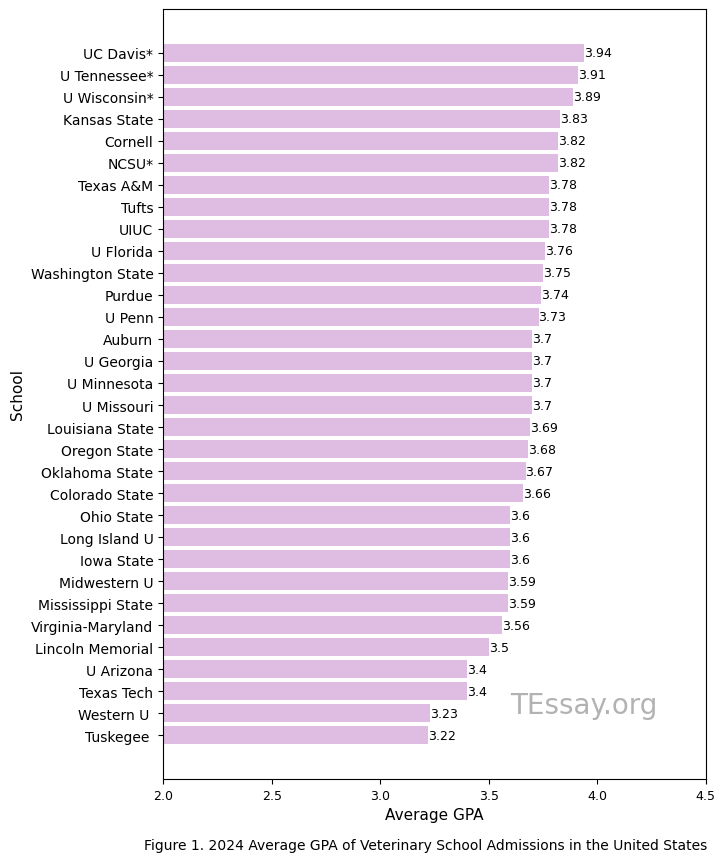 UC Davis* 3.94
U Tennessee* 3.91
U Wisconsin* 3.89
Kansas State 3.83
Cornell 3.82
NCSU* 3.82
Texas A&M 3.78
Tufts 3.78
UIUC 3.78
U Florida 3.76
Washington State 3.75
Purdue 3.74
U Penn 3.73
Auburn 3.7
U Georgia 3.7
U Minnesota 3.7
U Missouri 3.7
Louisiana State 3.69
Oregon State 3.68
Oklahoma State 3.67
Colorado State 3.66
Ohio State 3.6
Long Island U 3.6
Iowa State 3.6
Midwestern U 3.59
Mississippi State 3.59
Virginia-Maryland 3.56
Lincoln Memorial 3.5
U Arizona 3.4
Texas Tech 3.4
Western U 3.23
Tuskegee 3.22
School
TEssay.org
2.0 2.5 3.0 3.5 4.0 4.5
Average GPA
Figure 1. 2024 Average GPA of Veterinary School Admissions in the United States